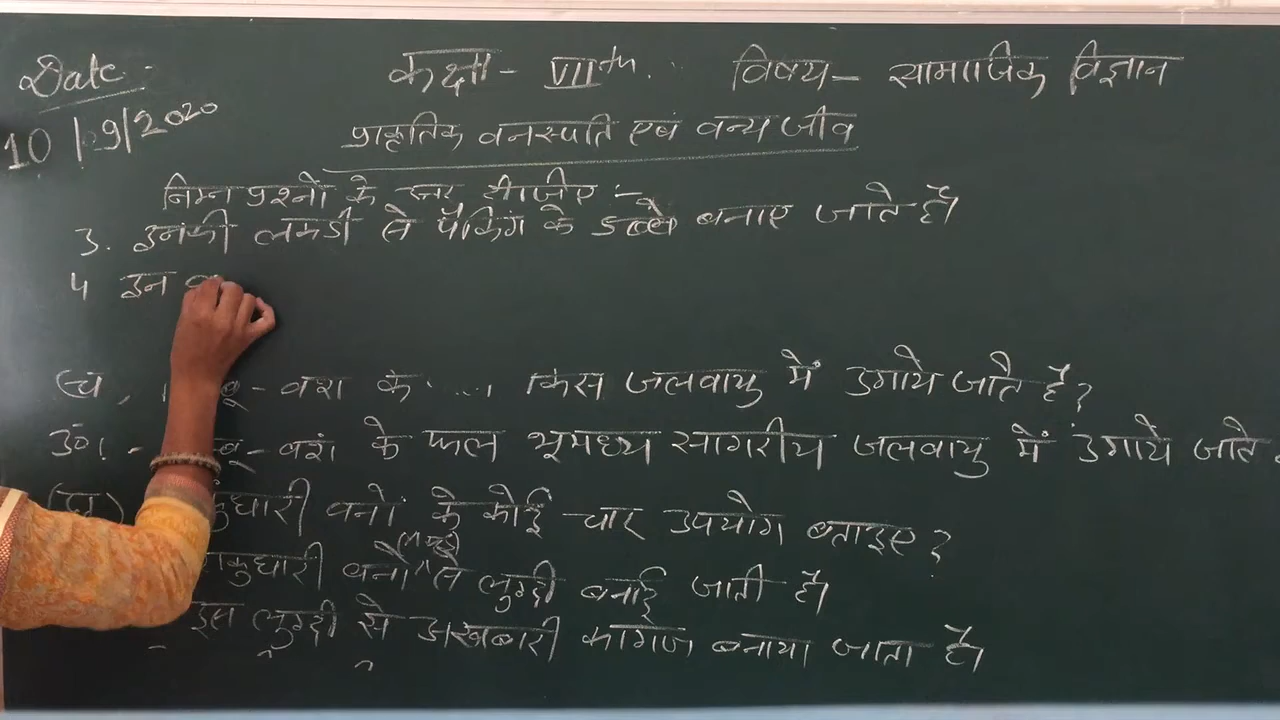 Date -
10/9/2020
कक्षा - VIIth. विषय - सामाजिक विज्ञान
प्राकृतिक वनस्पति एवं वन्य जीव
निम्न प्रश्नों के उत्तर दीजिए :-
3. इनकी लकडी से पैकिंग के डब्बे बनाए जाते है।
4 इन
(च) - वंश के .... किस जलवायु में उगाये जाते है?
उ०। - - वंश के फल भूमध्य सागरीय जलवायु में उगाये जाते
वनों के कोई चार उपयोग बताइए?
वनों से लुग्दी बनाई जाती है।
इस लुग्दी से अखबारी कागज बनाया जाता है।